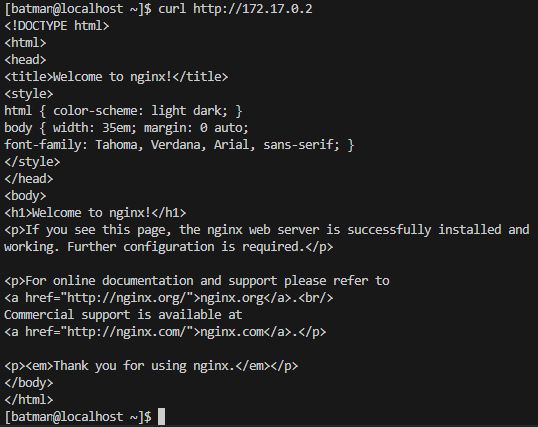 [batman@localhost ~]$ curl http://172.17.0.2
<!DOCTYPE html>
<html>
<head>
<title>Welcome to nginx!</title>
<style>
html { color-scheme: light dark; }
body { width: 35em; margin: 0 auto;
font-family: Tahoma, Verdana, Arial, sans-serif; }
</style>
</head>
<body>
<h1>Welcome to nginx!</h1>
<p>If you see this page, the nginx web server is successfully installed and
working. Further configuration is required.</p>

<p>For online documentation and support please refer to
<a href="http://nginx.org/">nginx.org</a>.<br/>
Commercial support is available at
<a href="http://nginx.com/">nginx.com</a>.</p>

<p><em>Thank you for using nginx.</em></p>
</body>
</html>
[batman@localhost ~]$